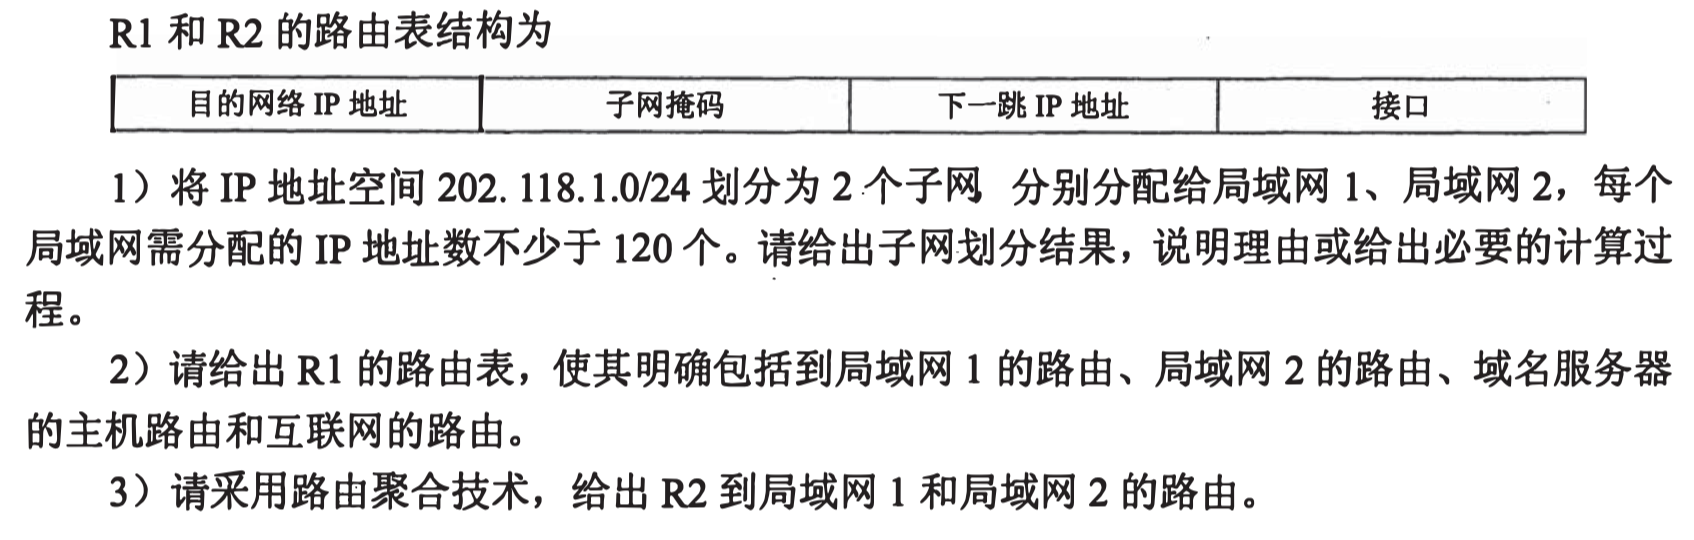 R1 和 R2 的路由表结构为
目的网络 IP 地址 子网掩码 下一跳 IP 地址 接口
1）将 IP 地址空间 202. 118.1.0/24 划分为 2 个子网 分别分配给局域网 1、局域网 2，每个
局域网需分配的 IP 地址数不少于 120 个。请给出子网划分结果，说明理由或给出必要的计算过
程。
2）请给出 R1 的路由表，使其明确包括到局域网 1 的路由、局域网 2 的路由、域名服务器
的主机路由和互联网的路由。
3）请采用路由聚合技术，给出 R2 到局域网 1 和局域网 2 的路由。